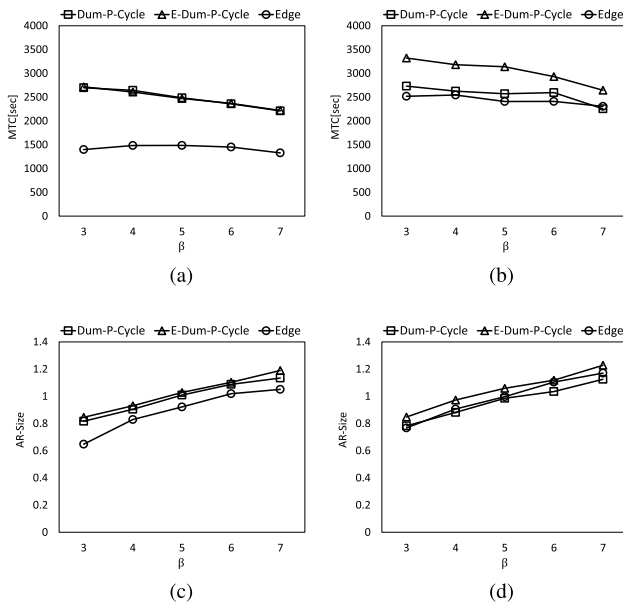 Dum-P-Cycle E-Dum-P-Cycle Edge
4000
3500
3000
2500
2000
1500
1000
500
0
MTC[sec]
3 4 5 6 7
β
(a)
Dum-P-Cycle E-Dum-P-Cycle Edge
4000
3500
3000
2500
2000
1500
1000
500
0
MTC[sec]
3 4 5 6 7
β
(b)
Dum-P-Cycle E-Dum-P-Cycle Edge
1.4
1.2
1
0.8
0.6
0.4
0.2
0
AR-Size
3 4 5 6 7
β
(c)
Dum-P-Cycle E-Dum-P-Cycle Edge
1.4
1.2
1
0.8
0.6
0.4
0.2
0
AR-Size
3 4 5 6 7
β
(d)